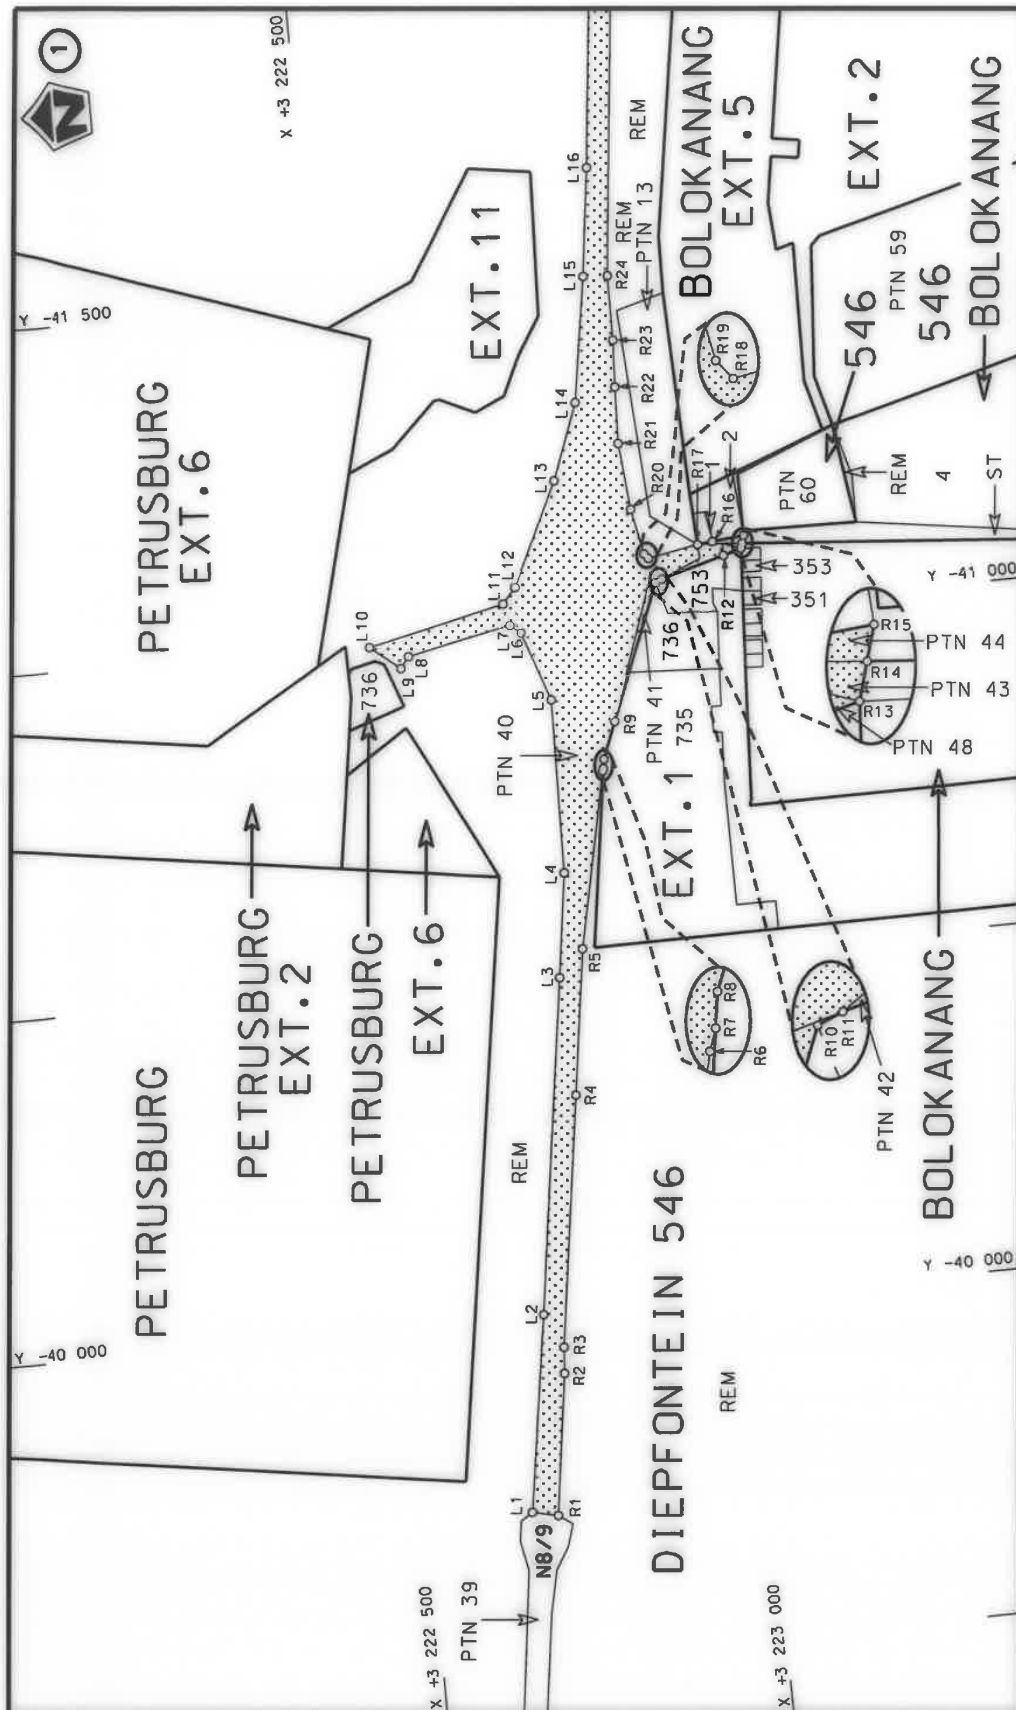 1
N
X +3 222 500
Y -41 500
PETRUSBURG
EXT.6
EXT.11
L16
L15
L14
L13
L12
L11
L10
L9
L8
L7
L6
L5
L4
L3
L2
L1
REM
REM
PTN 13
BOLOKANANG
EXT.5
EXT.2
BOLOKANANG
PTN 59
546
546
R24
R23
R22
R21
R20
R19
R18
R17
1
2
R16
PTN
60
REM
4
ST
Y -41 000
353
351
753
R12
736
736
735
PTN 40
PTN 41
R9
EXT.1
R15
PTN 44
R14
PTN 43
R13
PTN 48
PETRUSBURG
EXT.2
PETRUSBURG
EXT.6
PETRUSBURG
REM
R5
R4
R8
R7
R6
R10
R11
PTN 42
BOLOKANANG
Y -40 000
Y -40 000
R3
R2
R1
DIEPFONTEIN 546
REM
N8/9
PTN 39
X +3 222 500
X +3 223 000